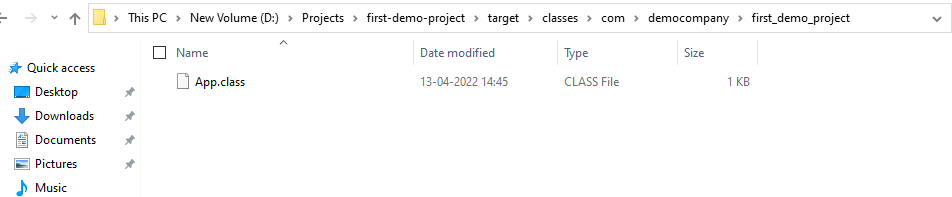 This PC > New Volume (D:) > Projects > first-demo-project > target > classes > com > democompany > first_demo_project
Name Date modified Type Size
Quick access
App.class 13-04-2022 14:45 CLASS File 1 KB
Desktop
Downloads
Documents
Pictures
Music